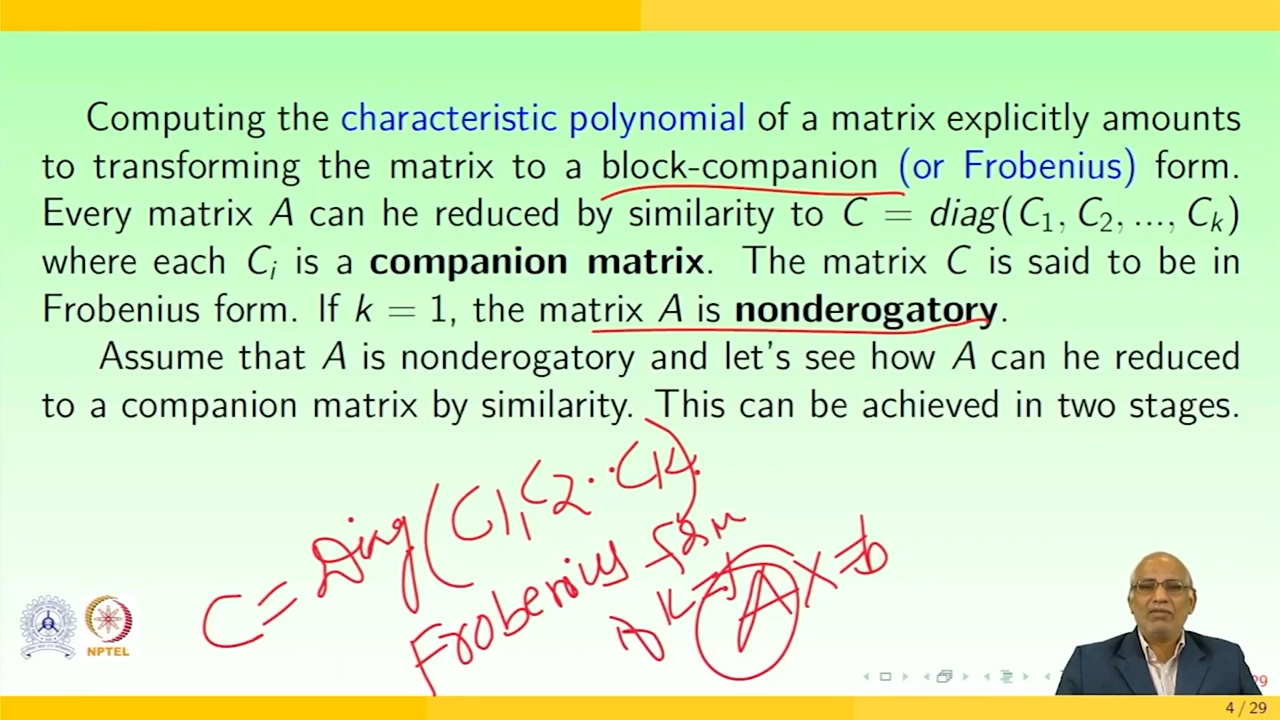 Computing the characteristic polynomial of a matrix explicitly amounts
to transforming the matrix to a block-companion (or Frobenius) form.
Every matrix A can he reduced by similarity to C = diag(C₁, C₂, ..., Cₖ)
where each Cᵢ is a companion matrix. The matrix C is said to be in
Frobenius form. If k = 1, the matrix A is nonderogatory.
Assume that A is nonderogatory and let's see how A can he reduced
to a companion matrix by similarity. This can be achieved in two stages.
C = Diag(C1, C2..CK)
Frobenius form
K=1
AX=b
NPTEL
29
4 / 29